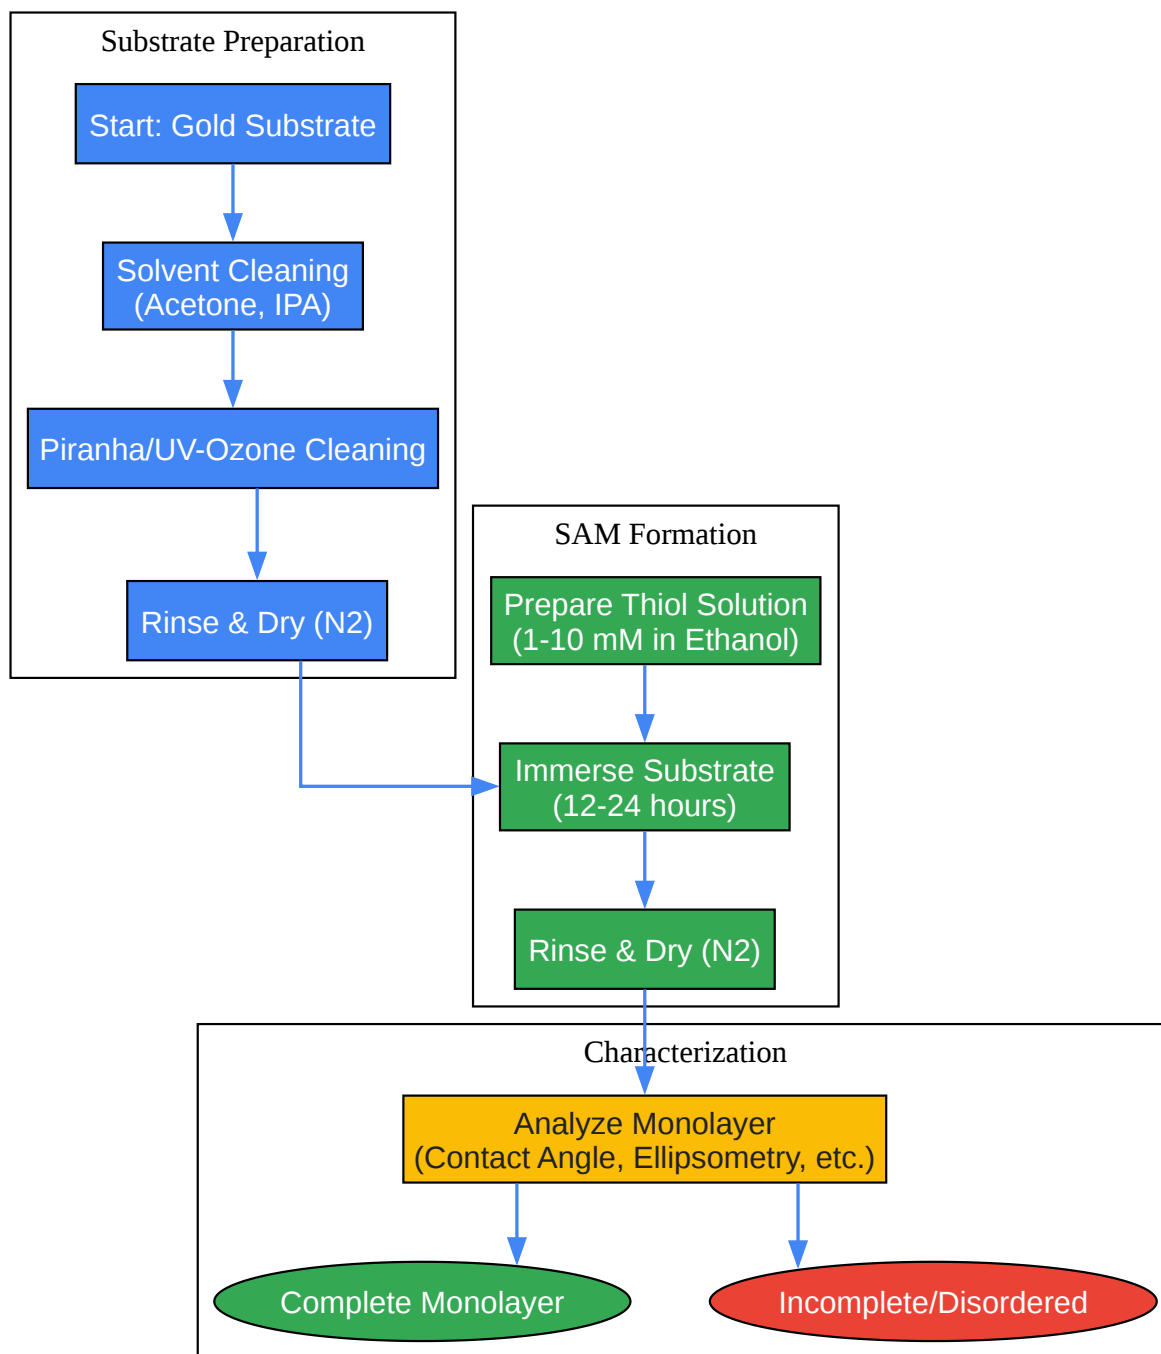 Substrate Preparation
Start: Gold Substrate
Solvent Cleaning
(Acetone, IPA)
Piranha/UV-Ozone Cleaning
Rinse & Dry (N2)
SAM Formation
Prepare Thiol Solution
(1-10 mM in Ethanol)
Immerse Substrate
(12-24 hours)
Rinse & Dry (N2)
Characterization
Analyze Monolayer
(Contact Angle, Ellipsometry, etc.)
Complete Monolayer
Incomplete/Disordered